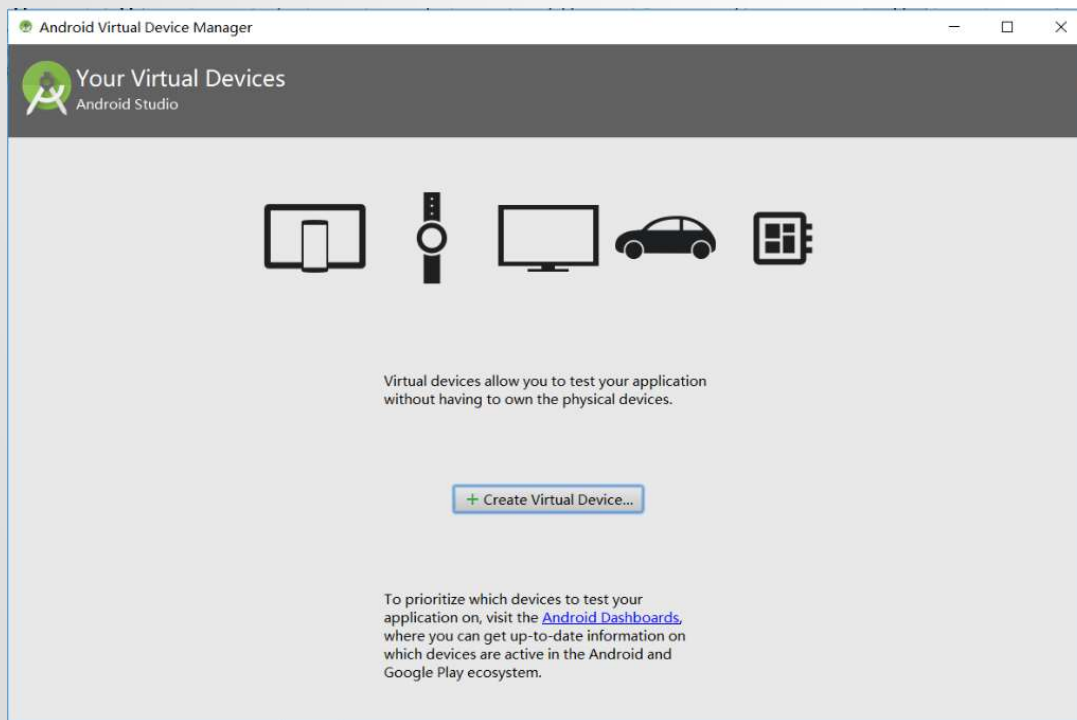 Android Virtual Device Manager
Your Virtual Devices
Android Studio
Virtual devices allow you to test your application
without having to own the physical devices.
+ Create Virtual Device...
To prioritize which devices to test your
application on, visit the Android Dashboards,
where you can get up-to-date information on
which devices are active in the Android and
Google Play ecosystem.